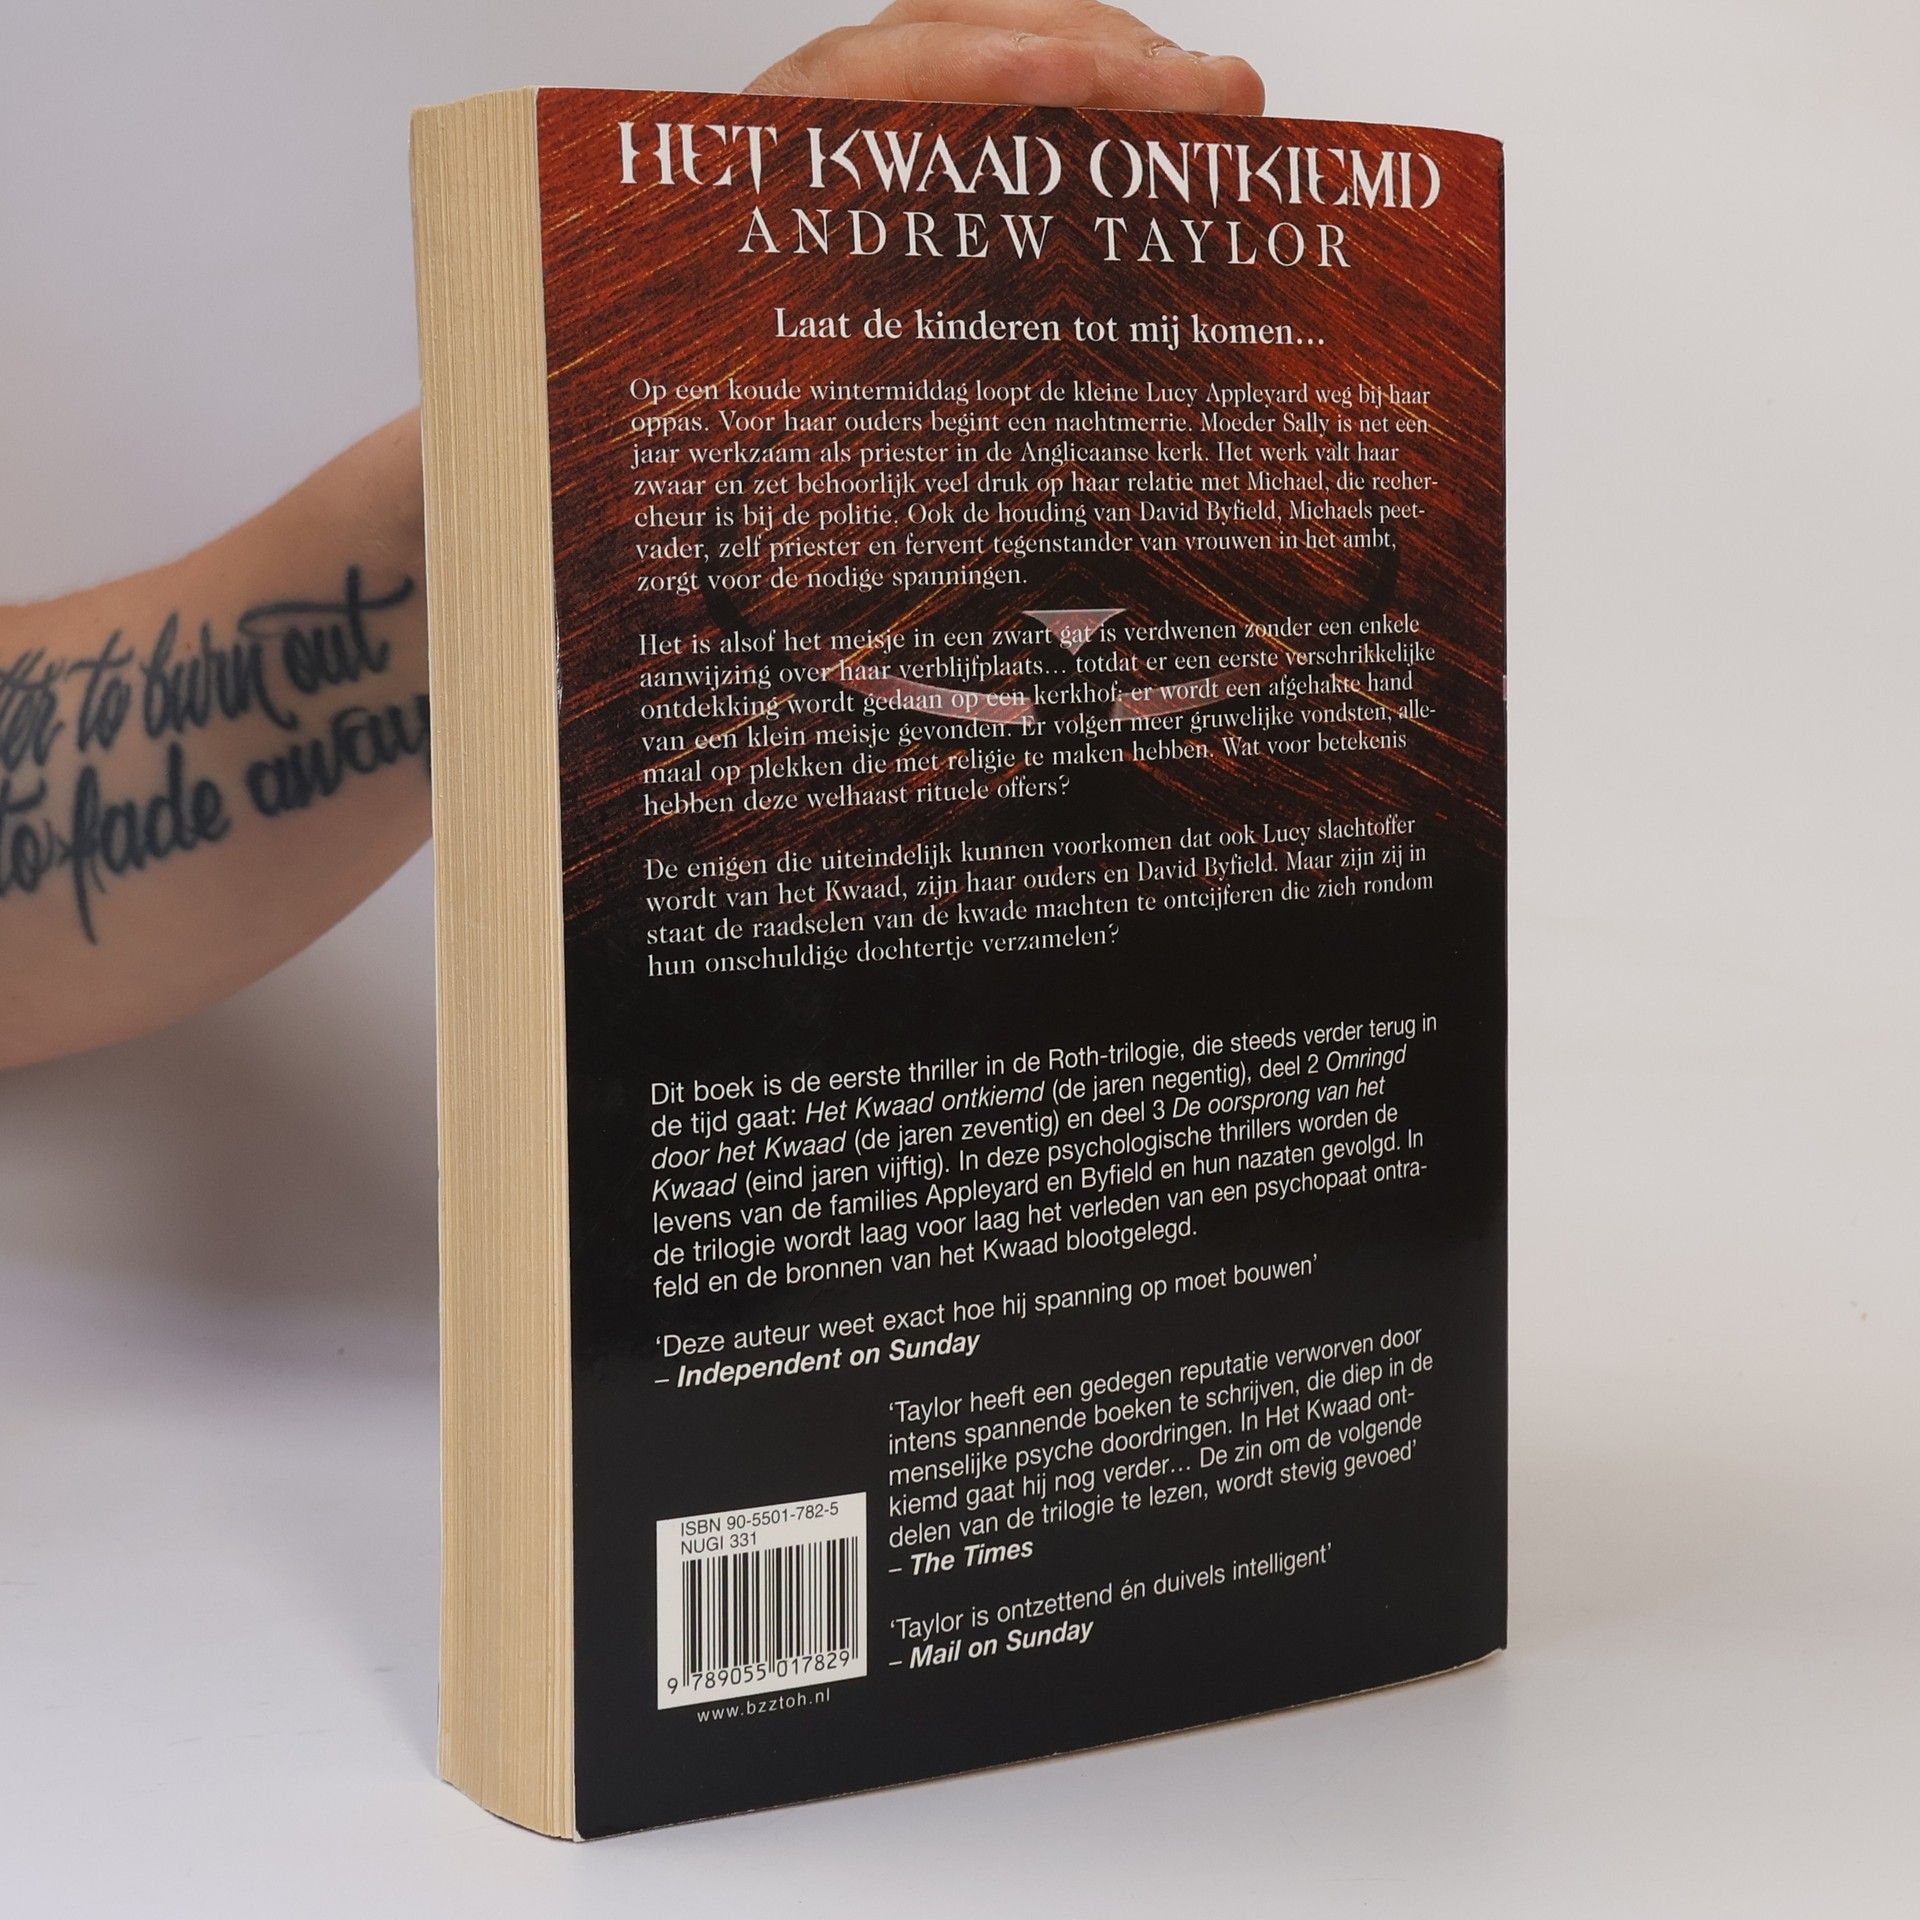 HET KWAAD ONTKIEMD
ANDREW TAYLOR
Laat de kinderen tot mij komen...
Op een koude wintermiddag loopt de kleine Lucy Appleyard weg bij haar
oppas. Voor haar ouders begint een nachtmerrie. Moeder Sally is net een
jaar werkzaam als priester in de Anglicaanse kerk. Het werk valt haar
zwaar en zet behoorlijk veel druk op haar relatie met Michael, die recher-
cheur is bij de politie. Ook de houding van David Byfield, Michaels peet-
vader, zelf priester en fervent tegenstander van vrouwen in het ambt,
zorgt voor de nodige spanningen.
Het is alsof het meisje in een zwart gat is verdwenen zonder een enkele
aanwijzing over haar verblijfplaats... totdat er een eerste verschrikkelijke
ontdekking wordt gedaan op een kerkhof: er wordt een afgehakte hand
van een klein meisje gevonden. Er volgen meer gruwelijke vondsten, alle-
maal op plekken die met religie te maken hebben. Wat voor betekenis
hebben deze welhaast rituele offers?
De enigen die uiteindelijk kunnen voorkomen dat ook Lucy slachtoffer
wordt van het Kwaad, zijn haar ouders en David Byfield. Maar zijn zij in
staat de raadselen van de kwade machten te ontcijferen die zich rondom
hun onschuldige dochtertje verzamelen?
Dit boek is de eerste thriller in de Roth-trilogie, die steeds verder terug in
de tijd gaat: Het Kwaad ontkiemd (de jaren negentig), deel 2 Omringd
door het Kwaad (de jaren zeventig) en deel 3 De oorsprong van het
Kwaad (eind jaren vijftig). In deze psychologische thrillers worden de
levens van de families Appleyard en Byfield en hun nazaten gevolgd. In
de trilogie wordt laag voor laag het verleden van een psychopaat ontra-
feld en de bronnen van het Kwaad blootgelegd.
'Deze auteur weet exact hoe hij spanning op moet bouwen'
– Independent on Sunday
'Taylor heeft een gedegen reputatie verworven door
intens spannende boeken te schrijven, die diep in de
menselijke psyche doordringen. In Het Kwaad ont-
kiemd gaat hij nog verder... De zin om de volgende
delen van de trilogie te lezen, wordt stevig gevoed'
– The Times
'Taylor is ontzettend én duivels intelligent'
– Mail on Sunday
ISBN 90-5501-782-5
NUGI 331
9 789055 017829
www.bzztoh.nl
to burn out
to fade away